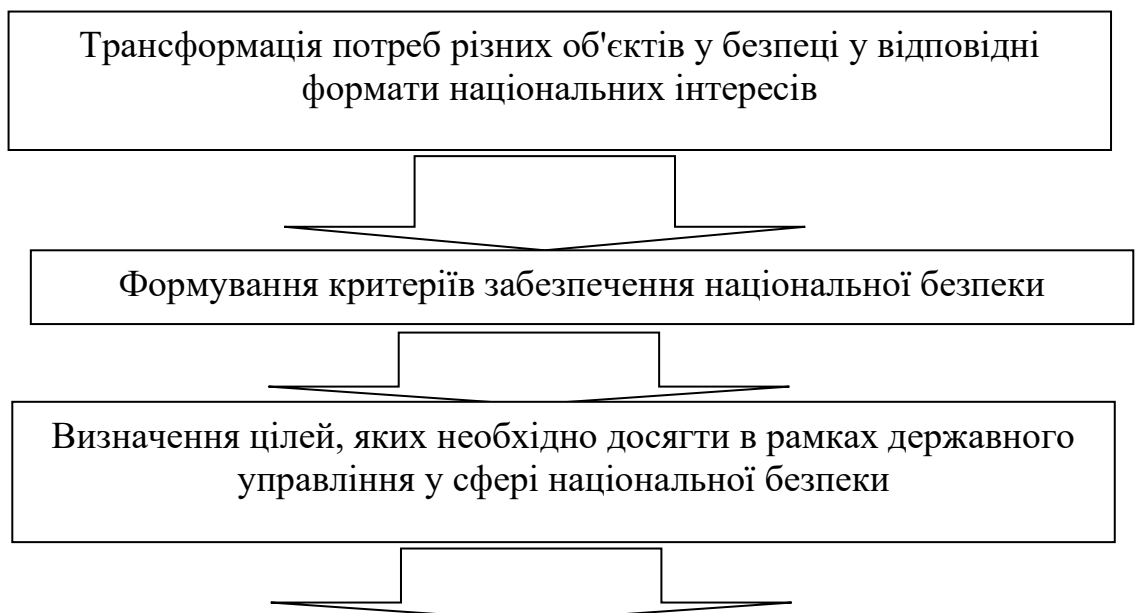 Трансформація потреб різних об'єктів у безпеці у відповідні
формати національних інтересів
Формування критеріїв забезпечення національної безпеки
Визначення цілей, яких необхідно досягти в рамках державного
управління у сфері національної безпеки